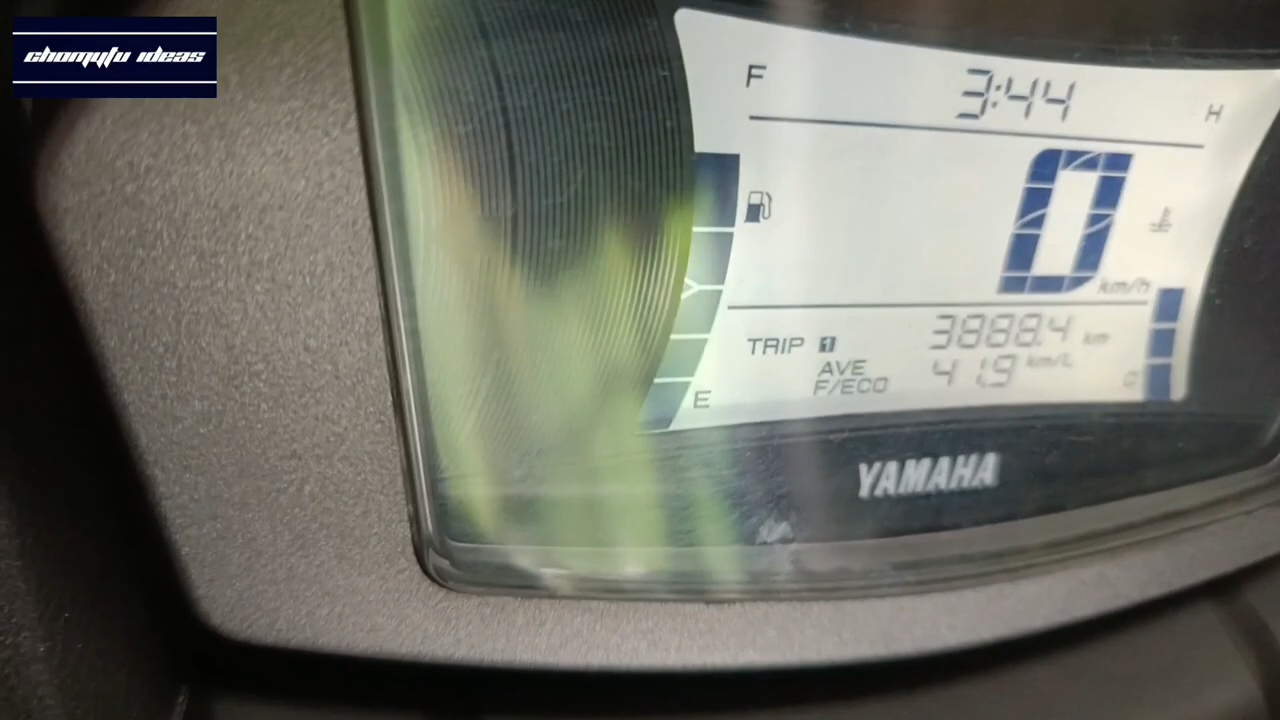 chomytu ideas
F
3:44
H
0
km/h
TRIP 1 3888.4 km
AVE
F/ECO 41.9 km/L
E
C
YAMAHA